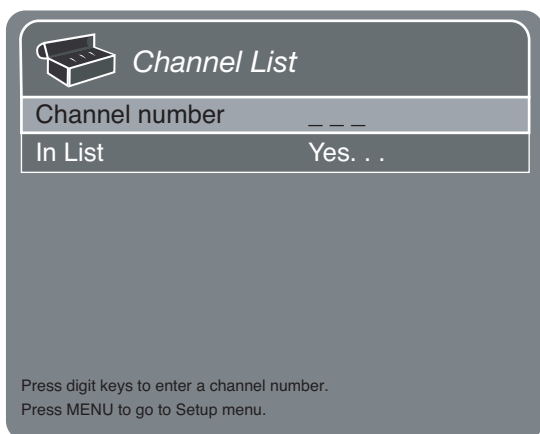 Channel List
Channel number _ _ _
In List Yes. . .
Press digit keys to enter a channel number.
Press MENU to go to Setup menu.